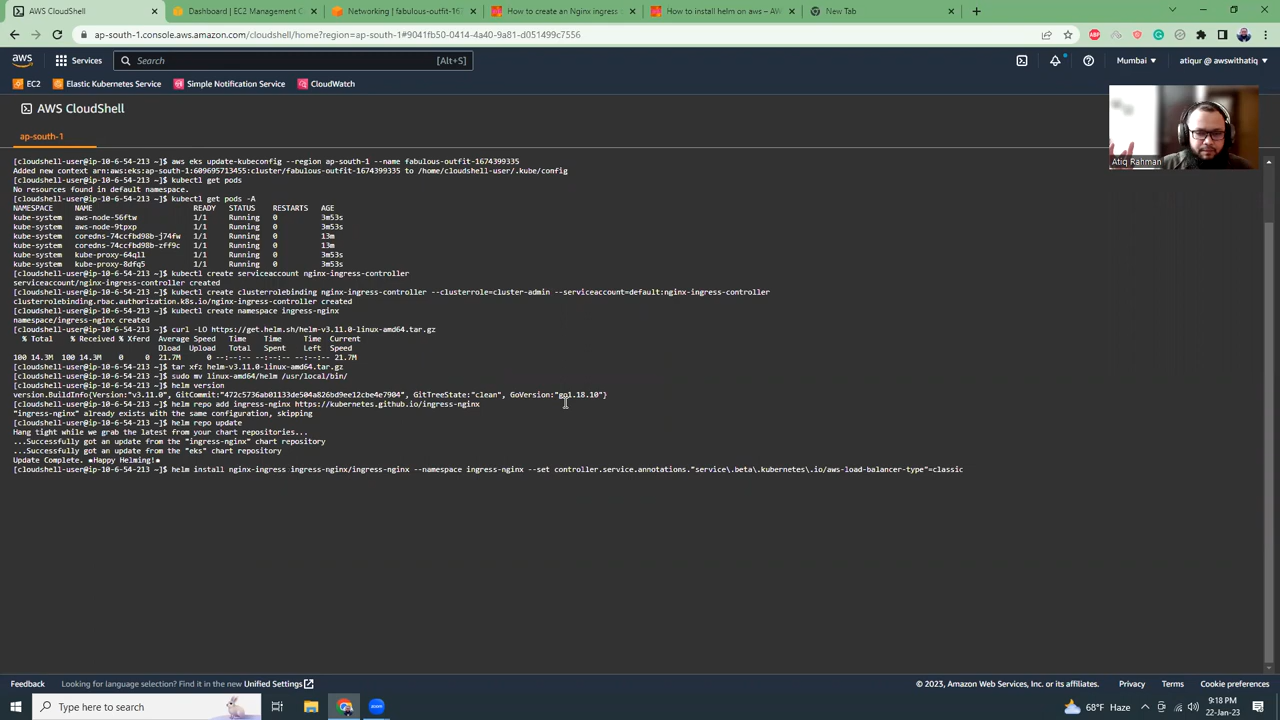 AWS CloudShell
Dashboard | EC2 Management C
Networking | fabulous-outfit-167
How to create an Nginx ingress
How to install helm on aws – AW
New Tab
ap-south-1.console.aws.amazon.com/cloudshell/home?region=ap-south-1#9041fb50-0414-4a40-9a81-d051499c7556
aws
Services
Search
[Alt+S]
Mumbai
atiqur @ awswithatiq
EC2
Elastic Kubernetes Service
Simple Notification Service
CloudWatch
AWS CloudShell
ap-south-1
Atiq Rahman
[cloudshell-user@ip-10-6-54-213 ~]$ aws eks update-kubeconfig --region ap-south-1 --name fabulous-outfit-1674399335
Added new context arn:aws:eks:ap-south-1:609695713455:cluster/fabulous-outfit-1674399335 to /home/cloudshell-user/.kube/config
[cloudshell-user@ip-10-6-54-213 ~]$ kubectl get pods
No resources found in default namespace.
[cloudshell-user@ip-10-6-54-213 ~]$ kubectl get pods -A
NAMESPACE NAME READY STATUS RESTARTS AGE
kube-system aws-node-56ftw 1/1 Running 0 3m53s
kube-system aws-node-9tpxp 1/1 Running 0 3m53s
kube-system coredns-74ccfbd98b-j74fw 1/1 Running 0 13m
kube-system coredns-74ccfbd98b-zff9c 1/1 Running 0 13m
kube-system kube-proxy-64qll 1/1 Running 0 3m53s
kube-system kube-proxy-8dfq5 1/1 Running 0 3m53s
[cloudshell-user@ip-10-6-54-213 ~]$ kubectl create serviceaccount nginx-ingress-controller
serviceaccount/nginx-ingress-controller created
[cloudshell-user@ip-10-6-54-213 ~]$ kubectl create clusterrolebinding nginx-ingress-controller --clusterrole=cluster-admin --serviceaccount=default:nginx-ingress-controller
clusterrolebinding.rbac.authorization.k8s.io/nginx-ingress-controller created
[cloudshell-user@ip-10-6-54-213 ~]$ kubectl create namespace ingress-nginx
namespace/ingress-nginx created
[cloudshell-user@ip-10-6-54-213 ~]$ curl -LO https://get.helm.sh/helm-v3.11.0-linux-amd64.tar.gz
% Total % Received % Xferd Average Speed Time Time Time Current
Dload Upload Total Spent Left Speed
100 14.3M 100 14.3M 0 0 21.7M 0 --:--:-- --:--:-- --:--:-- 21.7M
[cloudshell-user@ip-10-6-54-213 ~]$ tar xfz helm-v3.11.0-linux-amd64.tar.gz
[cloudshell-user@ip-10-6-54-213 ~]$ sudo mv linux-amd64/helm /usr/local/bin/
[cloudshell-user@ip-10-6-54-213 ~]$ helm version
version.BuildInfo{Version:"v3.11.0", GitCommit:"472c5736ab01133de504a826bd9ee12cbe4e7904", GitTreeState:"clean", GoVersion:"go1.18.10"}
[cloudshell-user@ip-10-6-54-213 ~]$ helm repo add ingress-nginx https://kubernetes.github.io/ingress-nginx
"ingress-nginx" already exists with the same configuration, skipping
[cloudshell-user@ip-10-6-54-213 ~]$ helm repo update
Hang tight while we grab the latest from your chart repositories...
...Successfully got an update from the "ingress-nginx" chart repository
...Successfully got an update from the "eks" chart repository
Update Complete. ⎈Happy Helming!⎈
[cloudshell-user@ip-10-6-54-213 ~]$ helm install nginx-ingress ingress-nginx/ingress-nginx --namespace ingress-nginx --set controller.service.annotations."service\.beta\.kubernetes\.io/aws-load-balancer-type"=classic
Feedback
Looking for language selection? Find it in the new Unified Settings
© 2023, Amazon Web Services, Inc. or its affiliates.
Privacy
Terms
Cookie preferences
Type here to search
68°F Haze
9:18 PM
22-Jan-23